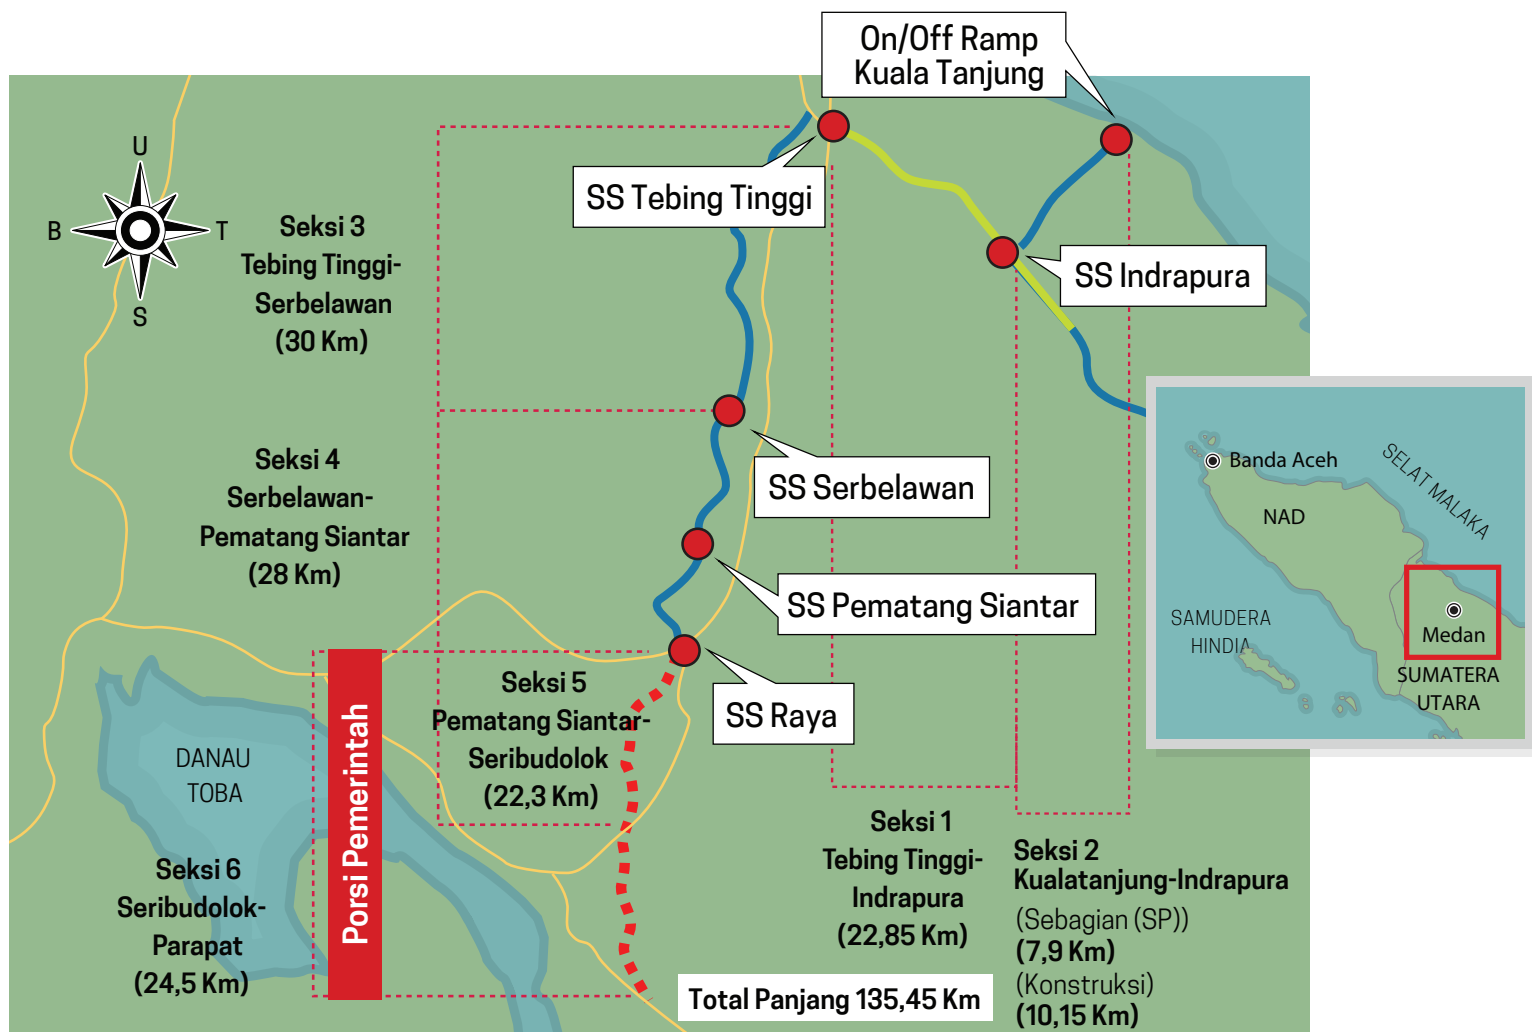 On/Off Ramp
Kuala Tanjung
U
B
T
S
SS Tebing Tinggi
Seksi 3
Tebing Tinggi-
Serbelawan
(30 Km)
SS Indrapura
Seksi 4
Serbelawan-
Pematang Siantar
(28 Km)
SS Serbelawan
SS Pematang Siantar
SS Raya
Banda Aceh
NAD
SELAT MALAKA
SAMUDERA
HINDIA
Medan
SUMATERA
UTARA
Seksi 5
Pematang Siantar-
Seribudolok
(22,3 Km)
DANAU
TOBA
Porsi Pemerintah
Seksi 6
Seribudolok-
Parapat
(24,5 Km)
Seksi 1
Tebing Tinggi-
Indrapura
(22,85 Km)
Seksi 2
Kualatanjung-Indrapura
(Sebagian (SP))
(7,9 Km)
(Konstruksi)
(10,15 Km)
Total Panjang 135,45 Km